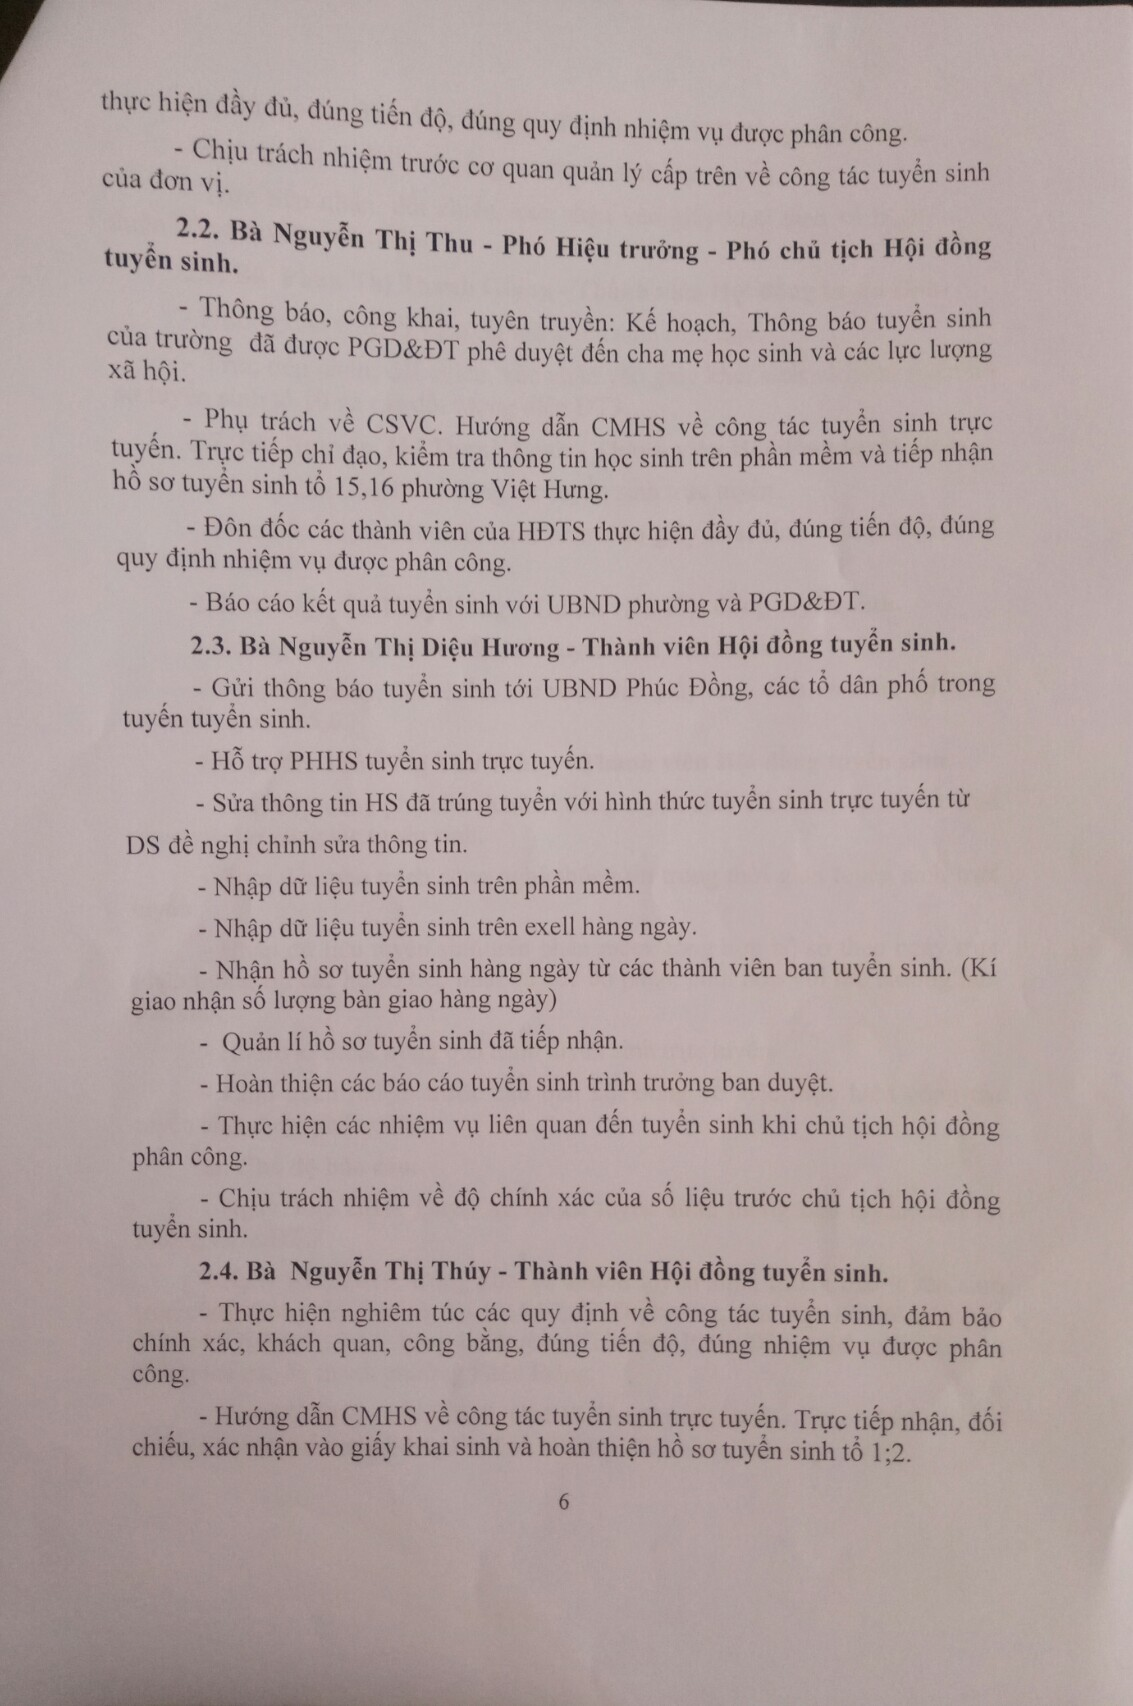 thực hiện đầy đủ, đúng tiến độ, đúng quy định nhiệm vụ được phân công.
- Chịu trách nhiệm trước cơ quan quản lý cấp trên về công tác tuyển sinh
của đơn vị.
2.2. Bà Nguyễn Thị Thu - Phó Hiệu trưởng - Phó chủ tịch Hội đồng
tuyển sinh.
- Thông báo, công khai, tuyên truyền: Kế hoạch, Thông báo tuyển sinh
của trường đã được PGD&ĐT phê duyệt đến cha mẹ học sinh và các lực lượng
xã hội.
- Phụ trách về CSVC. Hướng dẫn CMHS về công tác tuyển sinh trực
tuyến. Trực tiếp chỉ đạo, kiểm tra thông tin học sinh trên phần mềm và tiếp nhận
hồ sơ tuyển sinh tổ 15,16 phường Việt Hưng.
- Đôn đốc các thành viên của HĐTS thực hiện đầy đủ, đúng tiến độ, đúng
quy định nhiệm vụ được phân công.
- Báo cáo kết quả tuyển sinh với UBND phường và PGD&ĐT.
2.3. Bà Nguyễn Thị Diệu Hương - Thành viên Hội đồng tuyển sinh.
- Gửi thông báo tuyển sinh tới UBND Phúc Đồng, các tổ dân phố trong
tuyến tuyển sinh.
- Hỗ trợ PHHS tuyển sinh trực tuyến.
- Sửa thông tin HS đã trúng tuyển với hình thức tuyển sinh trực tuyến từ
DS đề nghị chỉnh sửa thông tin.
- Nhập dữ liệu tuyển sinh trên phần mềm.
- Nhập dữ liệu tuyển sinh trên exell hàng ngày.
- Nhận hồ sơ tuyển sinh hàng ngày từ các thành viên ban tuyển sinh. (Kí
giao nhận số lượng bàn giao hàng ngày)
- Quản lí hồ sơ tuyển sinh đã tiếp nhận.
- Hoàn thiện các báo cáo tuyển sinh trình trưởng ban duyệt.
- Thực hiện các nhiệm vụ liên quan đến tuyển sinh khi chủ tịch hội đồng
phân công.
- Chịu trách nhiệm về độ chính xác của số liệu trước chủ tịch hội đồng
tuyển sinh.
2.4. Bà Nguyễn Thị Thúy - Thành viên Hội đồng tuyển sinh.
- Thực hiện nghiêm túc các quy định về công tác tuyển sinh, đảm bảo
chính xác, khách quan, công bằng, đúng tiến độ, đúng nhiệm vụ được phân
công.
- Hướng dẫn CMHS về công tác tuyển sinh trực tuyến. Trực tiếp nhận, đối
chiếu, xác nhận vào giấy khai sinh và hoàn thiện hồ sơ tuyển sinh tổ 1;2.
6